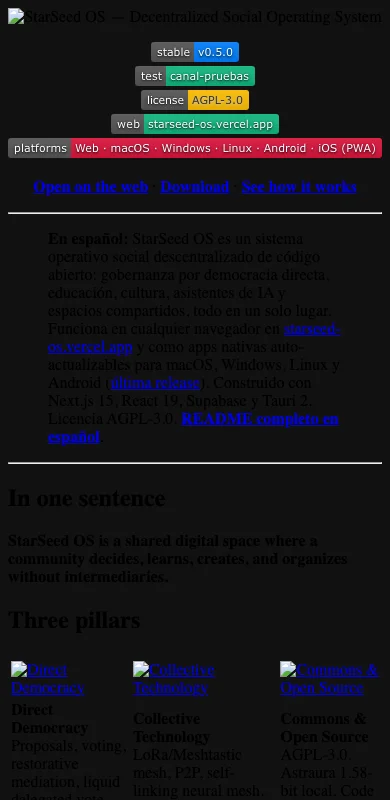 StarSeed OS — Decentralized Social Operating System
stable v0.5.0
test canal-pruebas
license AGPL-3.0
web starseed-os.vercel.app
platforms Web · macOS · Windows · Linux · Android · iOS (PWA)
Open on the web · Download · See how it works
En español: StarSeed OS es un sistema
operativo social descentralizado de código
abierto: gobernanza por democracia directa,
educación, cultura, asistentes de IA y
espacios compartidos, todo en un solo lugar.
Funciona en cualquier navegador en starseed-
os.vercel.app y como apps nativas auto-
actualizables para macOS, Windows, Linux y
Android (última release). Construido con
Next.js 15, React 19, Supabase y Tauri 2.
Licencia AGPL-3.0. README completo en
español.
In one sentence
StarSeed OS is a shared digital space where a
community decides, learns, creates, and organizes
without intermediaries.
Three pillars
Direct
Democracy
Direct
Democracy
Proposals, voting,
restorative
mediation, liquid
delegated vote
Collective
Technology
Collective
Technology
LoRa/Meshtastic
mesh, P2P, self-
linking neural mesh.
Commons &
Open Source
Commons &
Open Source
AGPL-3.0.
Astraura 1.58-
bit local. Code